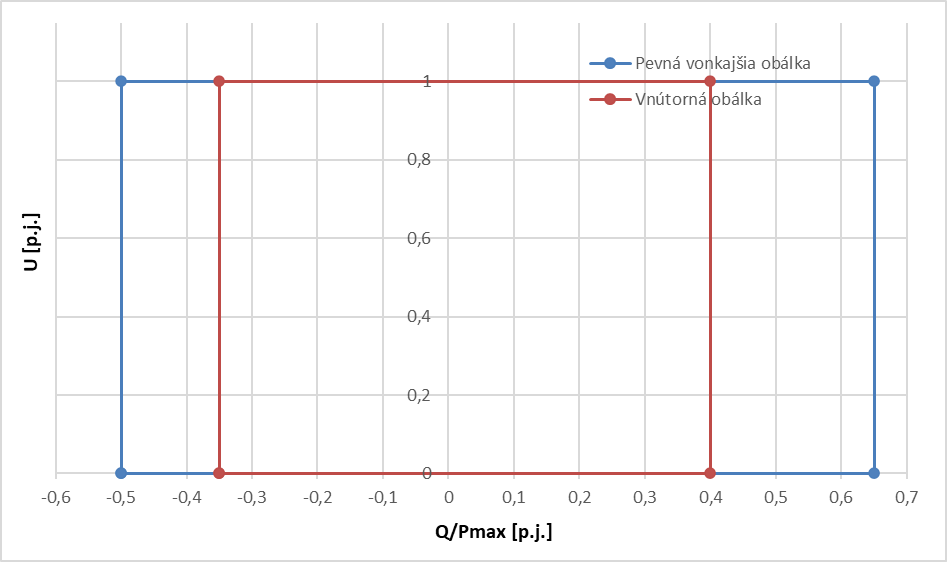 Pevná vonkajšia obálka
Vnútorná obálka
1
0,8
0,6
0,4
0,2
0
U [p.j.]
-0,6 -0,5 -0,4 -0,3 -0,2 -0,1 0 0,1 0,2 0,3 0,4 0,5 0,6 0,7
Q/Pmax [p.j.]